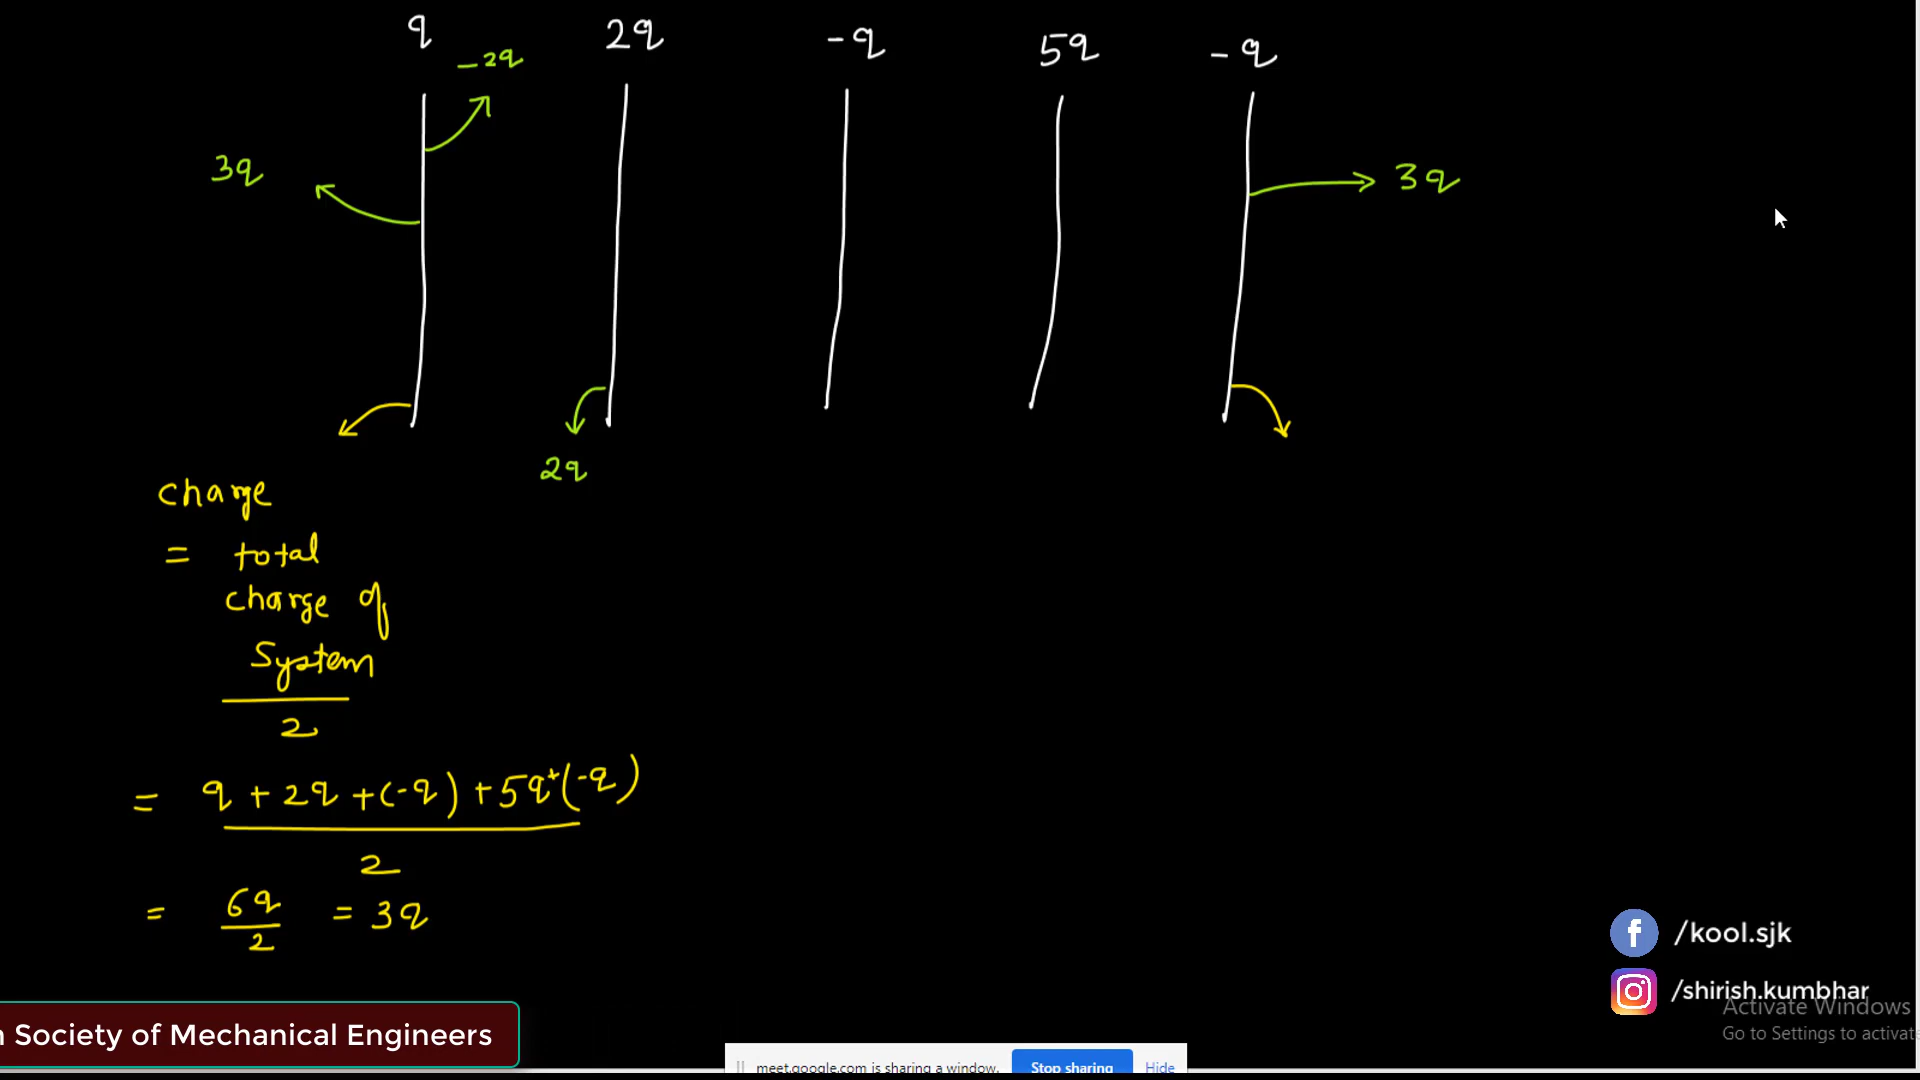 q 2q -q 5q -q
-2q
3q 3q
2q
charge
= total
charge of
System
2
= q + 2q + (-q) + 5q + (-q)
2
= 6q = 3q
2
/kool.sjk
/shirish.kumbhar
Activate Windows
Go to Settings to activat
n Society of Mechanical Engineers
meet.google.com is sharing a window. Stop sharing Hide